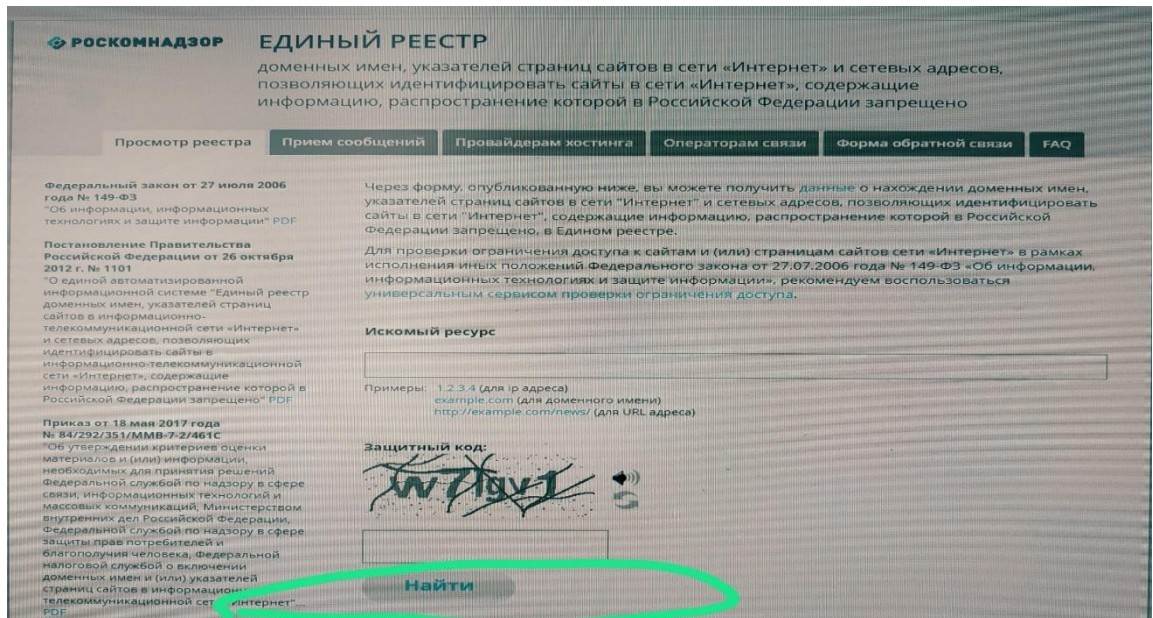 РОСКОМНАДЗОР
ЕДИНЫЙ РЕЕСТР
доменных имен, указателей страниц сайтов в сети «Интернет» и сетевых адресов,
позволяющих идентифицировать сайты в сети «Интернет», содержащие
информацию, распространение которой в Российской Федерации запрещено
Просмотр реестра
Прием сообщений
Провайдерам хостинга
Операторам связи
Форма обратной связи
FAQ
Федеральный закон от 27 июля 2006
года № 149-ФЗ
"Об информации, информационных
технологиях и защите информации" PDF
Постановление Правительства
Российской Федерации от 26 октября
2012 г. № 1101
"О единой автоматизированной
информационной системе "Единый реестр
доменных имен, указателей страниц
сайтов в информационно-
телекоммуникационной сети «Интернет»
и сетевых адресов, позволяющих
идентифицировать сайты в
информационно-телекоммуникационной
сети «Интернет», содержащие
информацию, распространение которой в
Российской Федерации запрещено" PDF
Приказ от 18 мая 2017 года
№ 84/292/351/ММВ-7-2/461С
"Об утверждении критериев оценки
материалов и (или) информации,
необходимых для принятия решений
Федеральной службой по надзору в сфере
связи, информационных технологий и
массовых коммуникаций, Министерством
внутренних дел Российской Федерации,
Федеральной службой по надзору в сфере
защиты прав потребителей и
благополучия человека, Федеральной
налоговой службой о включении
доменных имен и (или) указателей
страниц сайтов в информационно-
телекоммуникационной сети "Интернет"...
PDF
Через форму, опубликованную ниже, вы можете получить данные о нахождении доменных имен,
указателей страниц сайтов в сети "Интернет" и сетевых адресов, позволяющих идентифицировать
сайты в сети "Интернет", содержащие информацию, распространение которой в Российской
Федерации запрещено, в Едином реестре.
Для проверки ограничения доступа к сайтам и (или) страницам сайтов сети «Интернет» в рамках
исполнения иных положений Федерального закона от 27.07.2006 года № 149-ФЗ «Об информации,
информационных технологиях и защите информации», рекомендуем воспользоваться
универсальным сервисом проверки ограничения доступа.
Искомый ресурс
Примеры: 1.2.3.4 (для ip адреса)
example.com (для доменного имени)
http://example.com/news/ (для URL адреса)
Защитный код:
Найти